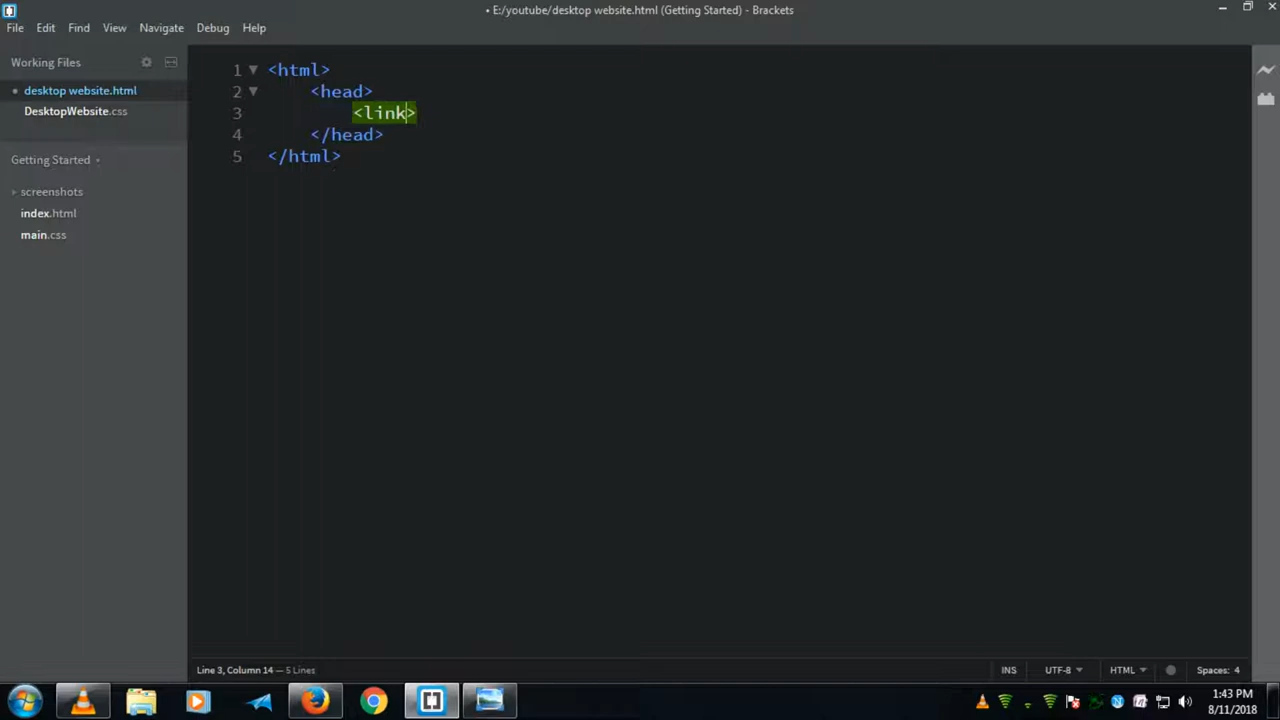 • E:/youtube/desktop website.html (Getting Started) - Brackets
File Edit Find View Navigate Debug Help
Working Files
• desktop website.html
DesktopWebsite.css
Getting Started
screenshots
index.html
main.css
1 <html>
2 <head>
3 <link>
4 </head>
5 </html>
Line 3, Column 14 — 5 Lines
INS UTF-8 HTML Spaces: 4
1:43 PM
8/11/2018